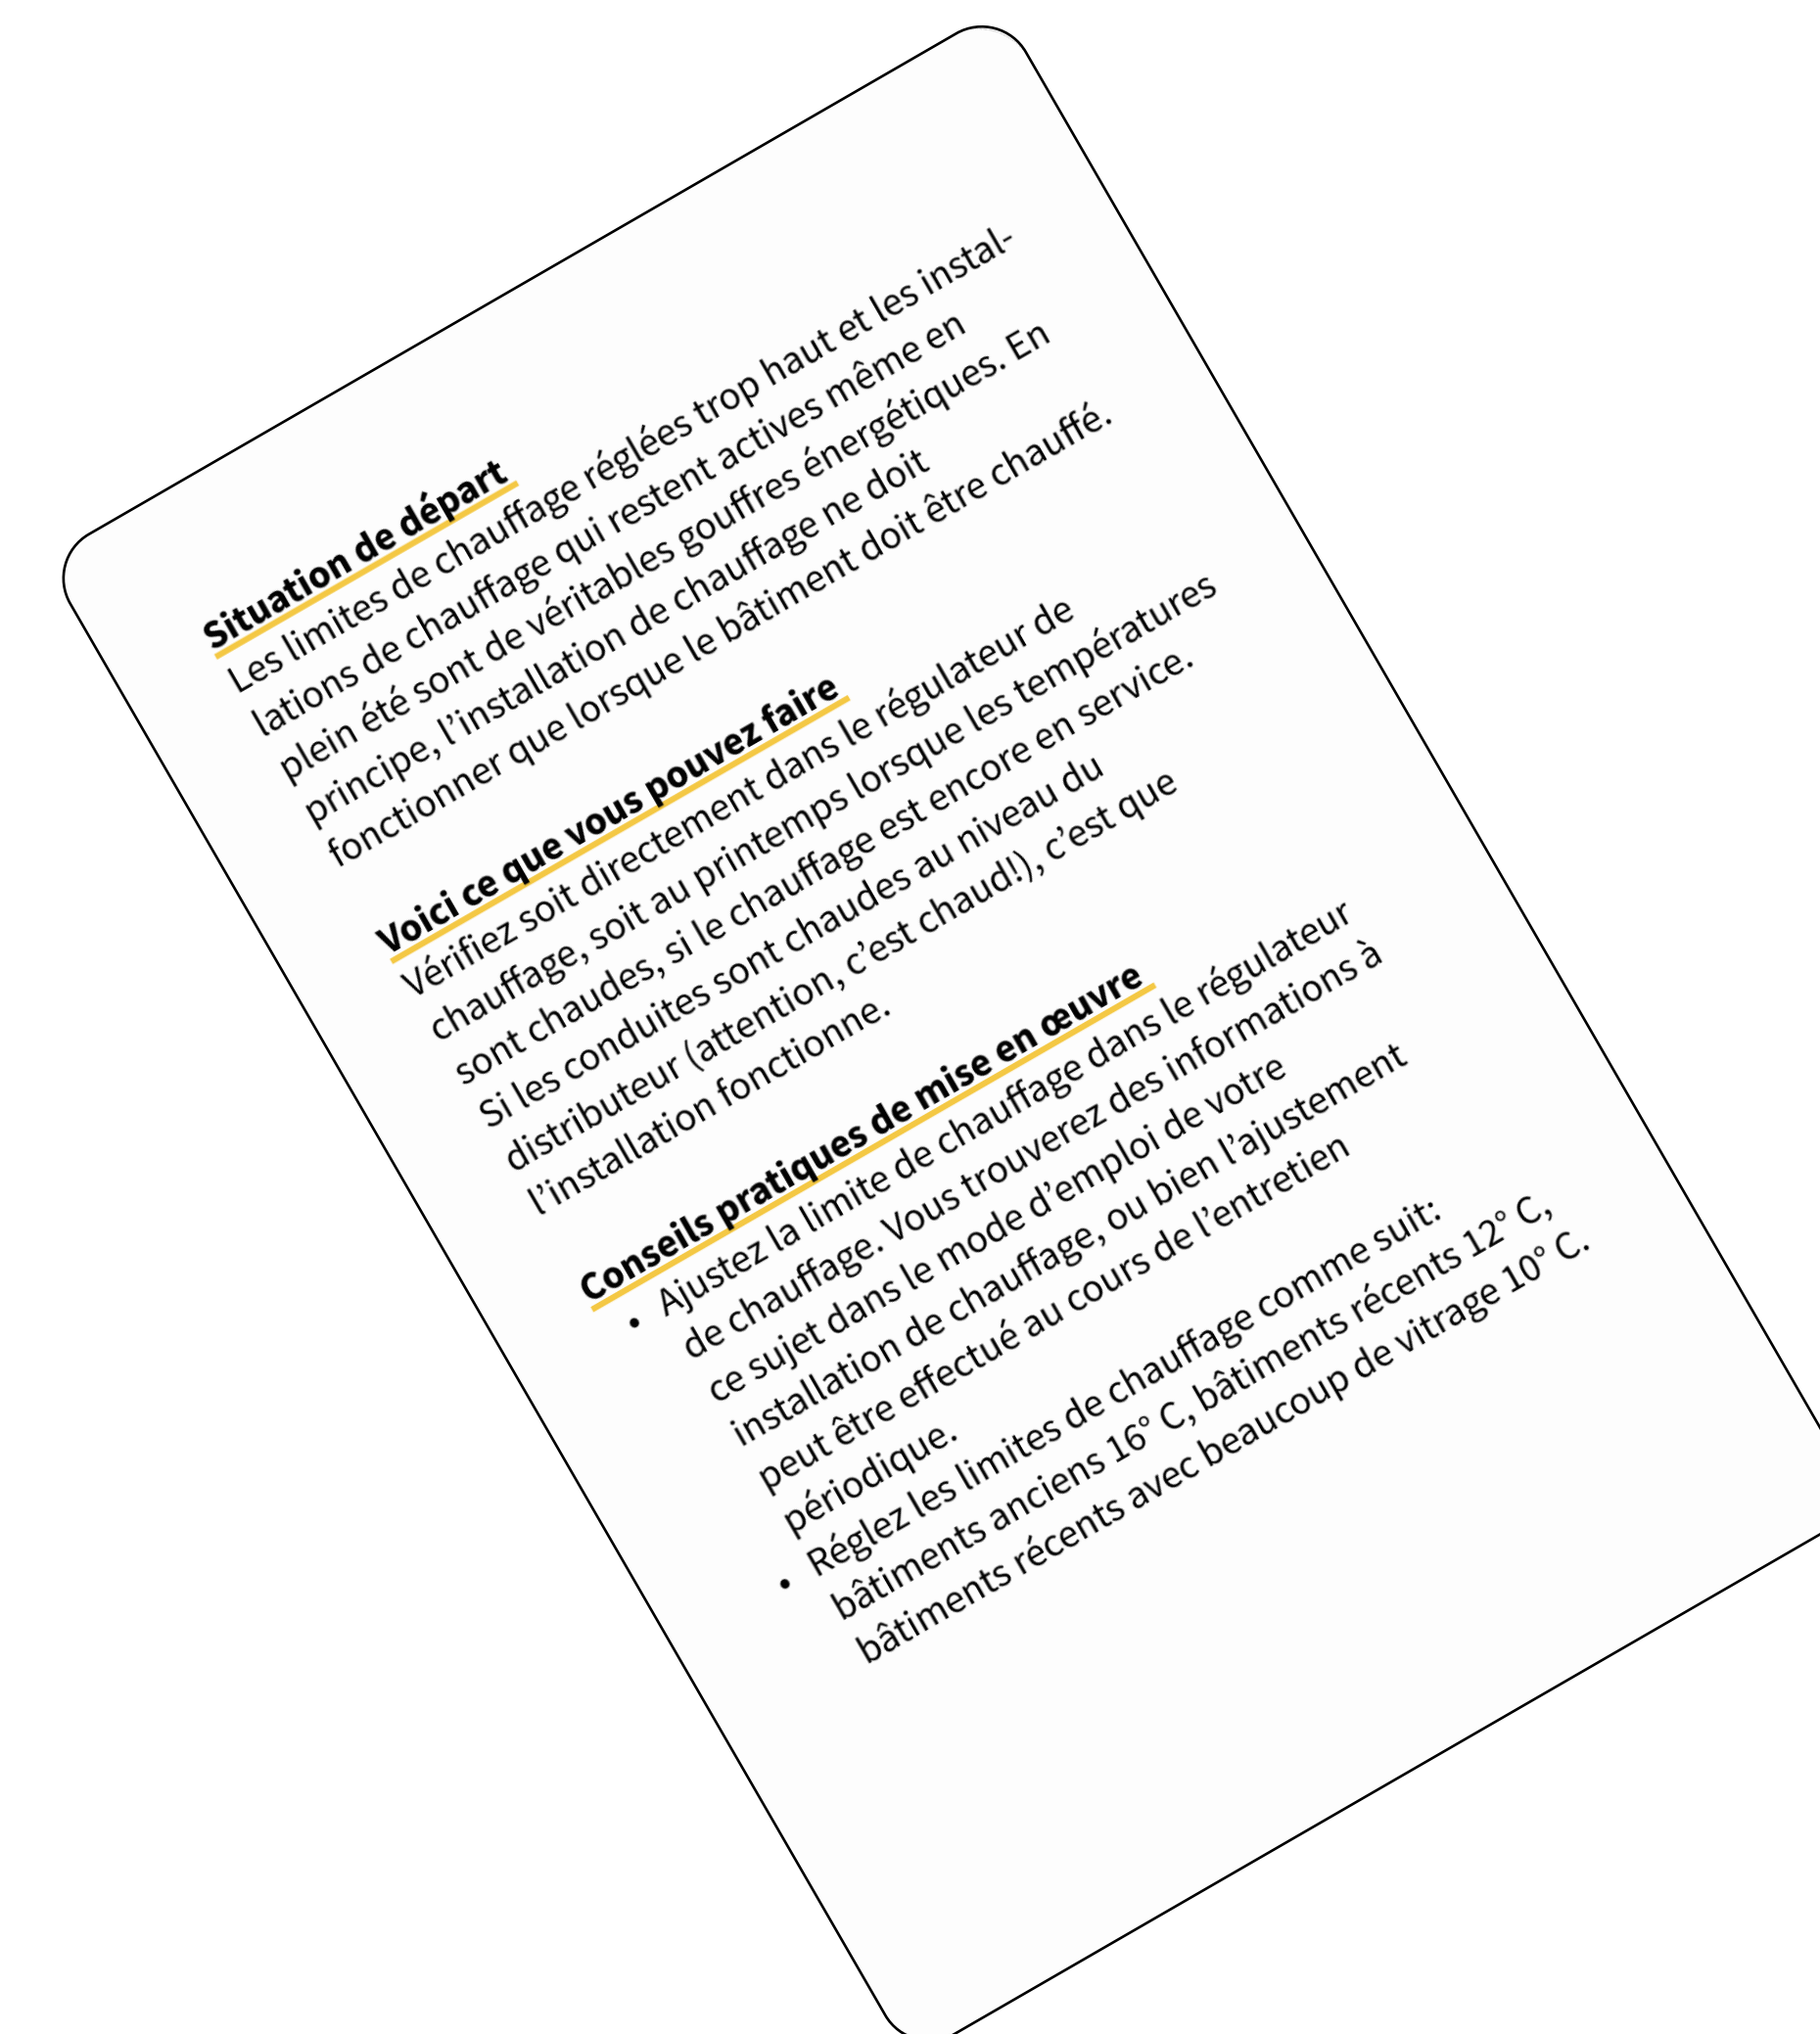 Situation de départ
Les limites de chauffage réglées trop haut et les instal-
lations de chauffage qui restent actives même en
plein été sont de véritables gouffres énergétiques. En
principe, l’installation de chauffage ne doit
fonctionner que lorsque le bâtiment doit être chauffé.
Voici ce que vous pouvez faire
Vérifiez soit directement dans le régulateur de
chauffage, soit au printemps lorsque les températures
sont chaudes, si le chauffage est encore en service.
Si les conduites sont chaudes au niveau du
distributeur (attention, c’est chaud!), c’est que
l’installation fonctionne.
Conseils pratiques de mise en œuvre
• Ajustez la limite de chauffage dans le régulateur
de chauffage. Vous trouverez des informations à
ce sujet dans le mode d’emploi de votre
installation de chauffage, ou bien l’ajustement
peut être effectué au cours de l’entretien
périodique.
• Réglez les limites de chauffage comme suit:
bâtiments anciens 16° C, bâtiments récents 12° C,
bâtiments récents avec beaucoup de vitrage 10° C.